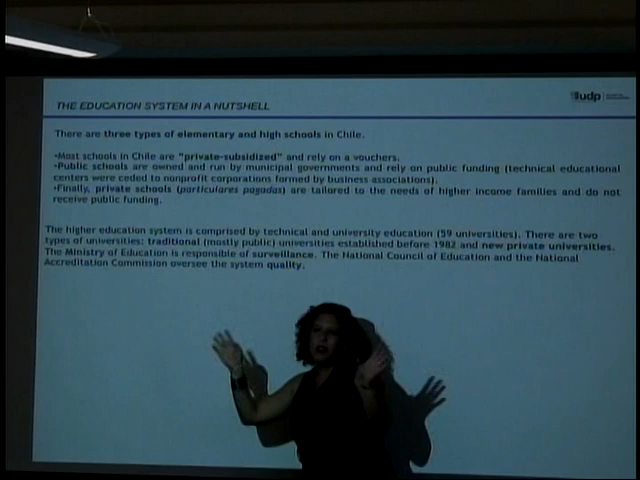 THE EDUCATION SYSTEM IN A NUTSHELL
udp
There are three types of elementary and high schools in Chile.
•Most schools in Chile are "private-subsidized" and rely on a vouchers.
•Public schools are owned and run by municipal governments and rely on public funding (technical educational
centers were ceded to nonprofit corporations formed by business associations).
•Finally, private schools (particulares pagados) are tailored to the needs of higher income families and do not
receive public funding.
The higher education system is comprised by technical and university education (59 universities). There are two
types of universities: traditional (mostly public) universities established before 1982 and new private universities.
The Ministry of Education is responsible of surveillance. The National Council of Education and the National
Accreditation Commission oversee the system quality.